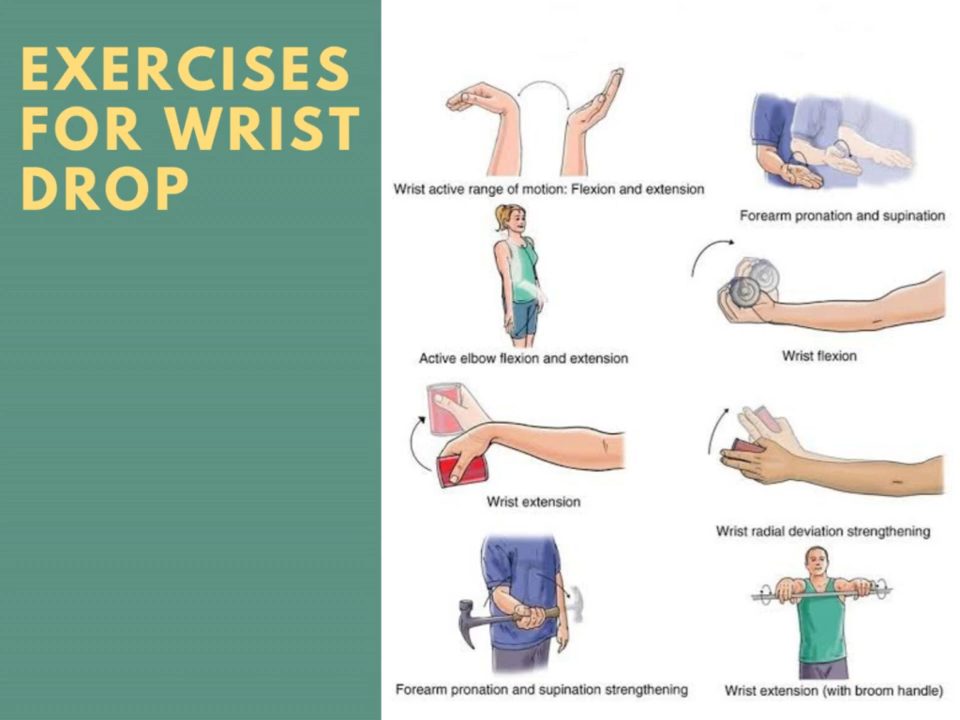 EXERCISES
FOR WRIST
DROP
Wrist active range of motion: Flexion and extension
Forearm pronation and supination
Active elbow flexion and extension
Wrist flexion
Wrist extension
Wrist radial deviation strengthening
Forearm pronation and supination strengthening
Wrist extension (with broom handle)